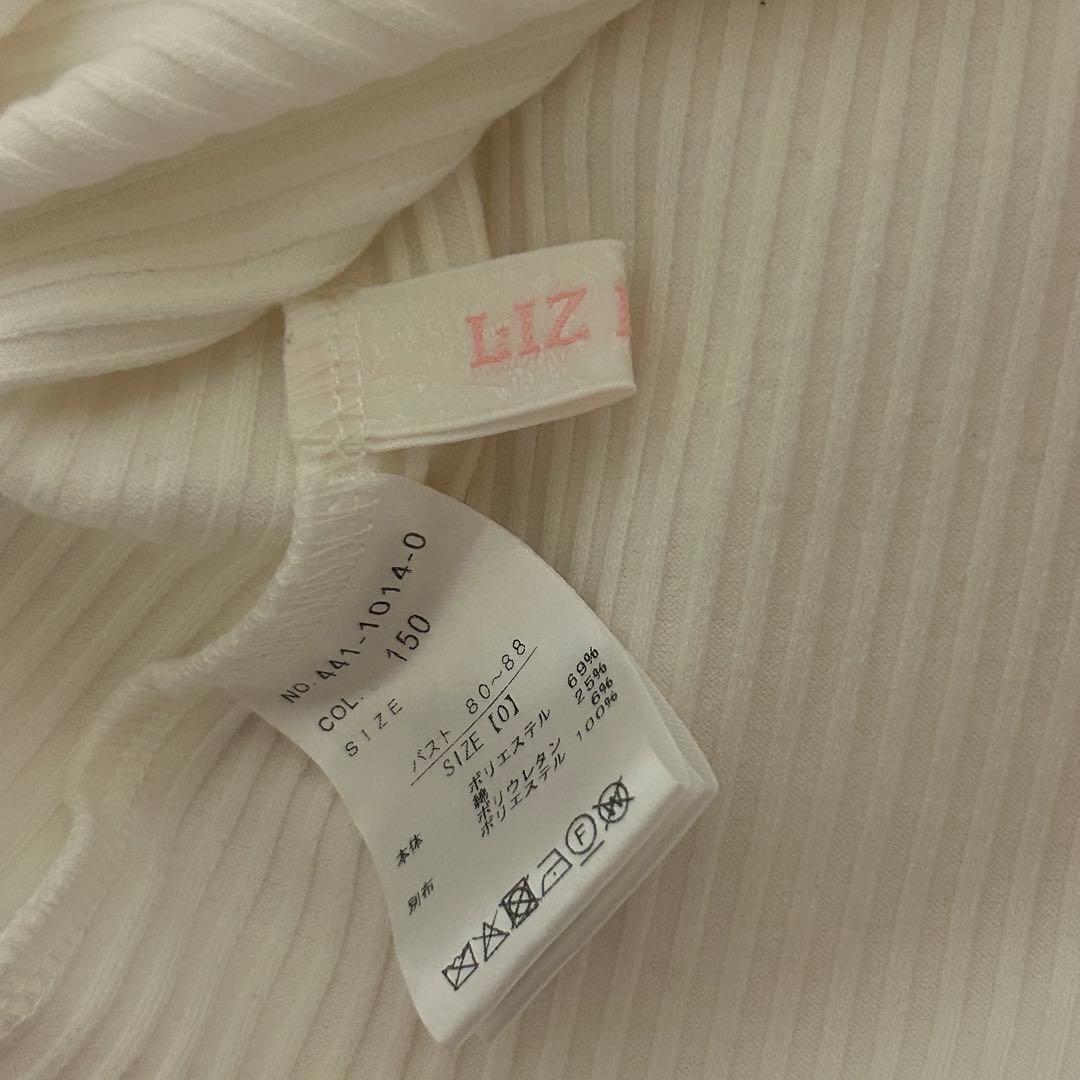 LIZ
NO.441-1014-0
COL. 150
SIZE
バスト 80~88
SIZE【0】
本体 ポリエステル 69%
綿 25%
ポリウレタン 6%
別布 ポリエステル 100%
F
W